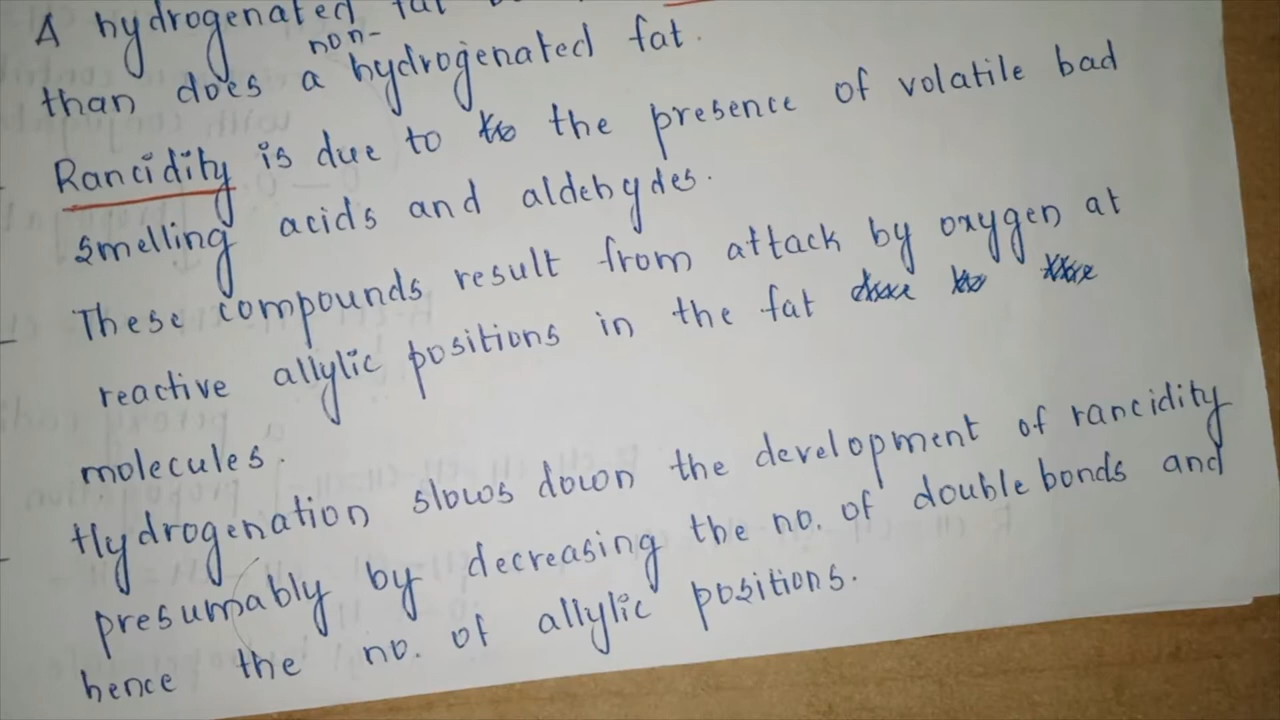 A hydrogenated fat
non-
than does a hydrogenated fat.
Rancidity is due to the presence of volatile bad
smelling acids and aldehydes.
These compounds result from attack by oxygen at
reactive allylic positions in the fat
molecules.
Hydrogenation slows down the development of rancidity
presumably by decreasing the no. of double bonds and
hence the no. of allylic positions.